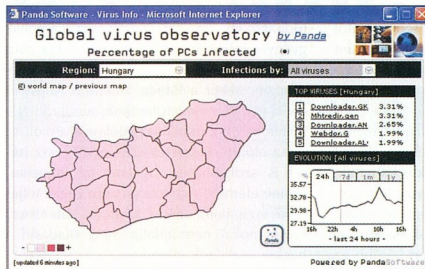 Panda Software - Virus Info - Microsoft Internet Explorer
Global virus observatory by Panda
Percentage of PCs infected
Region: Hungary Infections by: All viruses
world map / previous map
TOP VIRUSES [Hungary]
1 Downloader.GK 3.31%
2 Mhtredir.gen 3.31%
3 Downloader.AN 2.65%
4 Webdor.G 1.99%
5 Downloader.AL 1.99%
EVOLUTION [All viruses]
% 24h 7d 1m 1y
35.57
32.78
29.98
27.19
16h 22h 4h 10h 16h
- last 24 hours -
- +
Panda
[updated 6 minutes ago] Powered by Panda Software